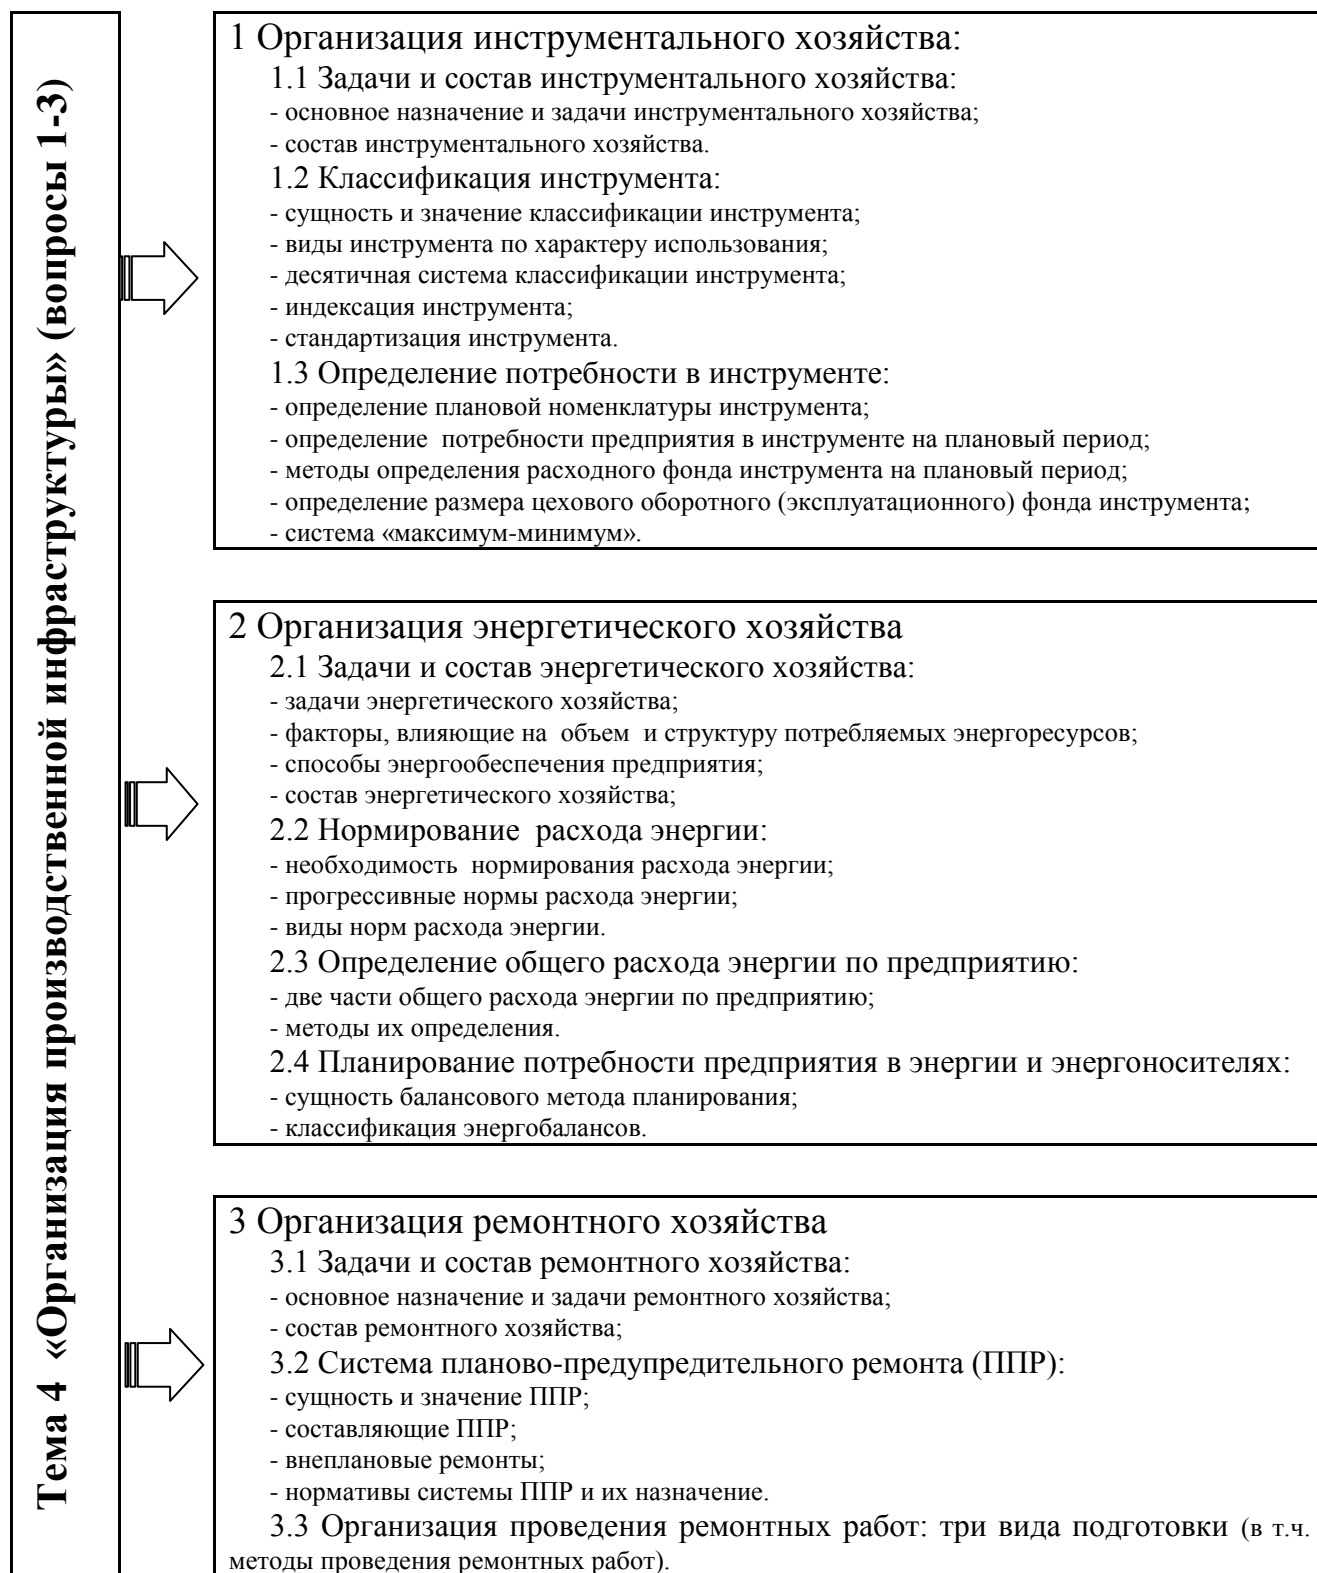 Тема 4 «Организация производственной инфраструктуры» (вопросы 1-3)
1 Организация инструментального хозяйства:
1.1 Задачи и состав инструментального хозяйства:
- основное назначение и задачи инструментального хозяйства;
- состав инструментального хозяйства.
1.2 Классификация инструмента:
- сущность и значение классификации инструмента;
- виды инструмента по характеру использования;
- десятичная система классификации инструмента;
- индексация инструмента;
- стандартизация инструмента.
1.3 Определение потребности в инструменте:
- определение плановой номенклатуры инструмента;
- определение потребности предприятия в инструменте на плановый период;
- методы определения расходного фонда инструмента на плановый период;
- определение размера цехового оборотного (эксплуатационного) фонда инструмента;
- система «максимум-минимум».
2 Организация энергетического хозяйства
2.1 Задачи и состав энергетического хозяйства:
- задачи энергетического хозяйства;
- факторы, влияющие на объем и структуру потребляемых энергоресурсов;
- способы энергообеспечения предприятия;
- состав энергетического хозяйства;
2.2 Нормирование расхода энергии:
- необходимость нормирования расхода энергии;
- прогрессивные нормы расхода энергии;
- виды норм расхода энергии.
2.3 Определение общего расхода энергии по предприятию:
- две части общего расхода энергии по предприятию;
- методы их определения.
2.4 Планирование потребности предприятия в энергии и энергоносителях:
- сущность балансового метода планирования;
- классификация энергобалансов.
3 Организация ремонтного хозяйства
3.1 Задачи и состав ремонтного хозяйства:
- основное назначение и задачи ремонтного хозяйства;
- состав ремонтного хозяйства;
3.2 Система планово-предупредительного ремонта (ППР):
- сущность и значение ППР;
- составляющие ППР;
- внеплановые ремонты;
- нормативы системы ППР и их назначение.
3.3 Организация проведения ремонтных работ: три вида подготовки (в т.ч.
методы проведения ремонтных работ).